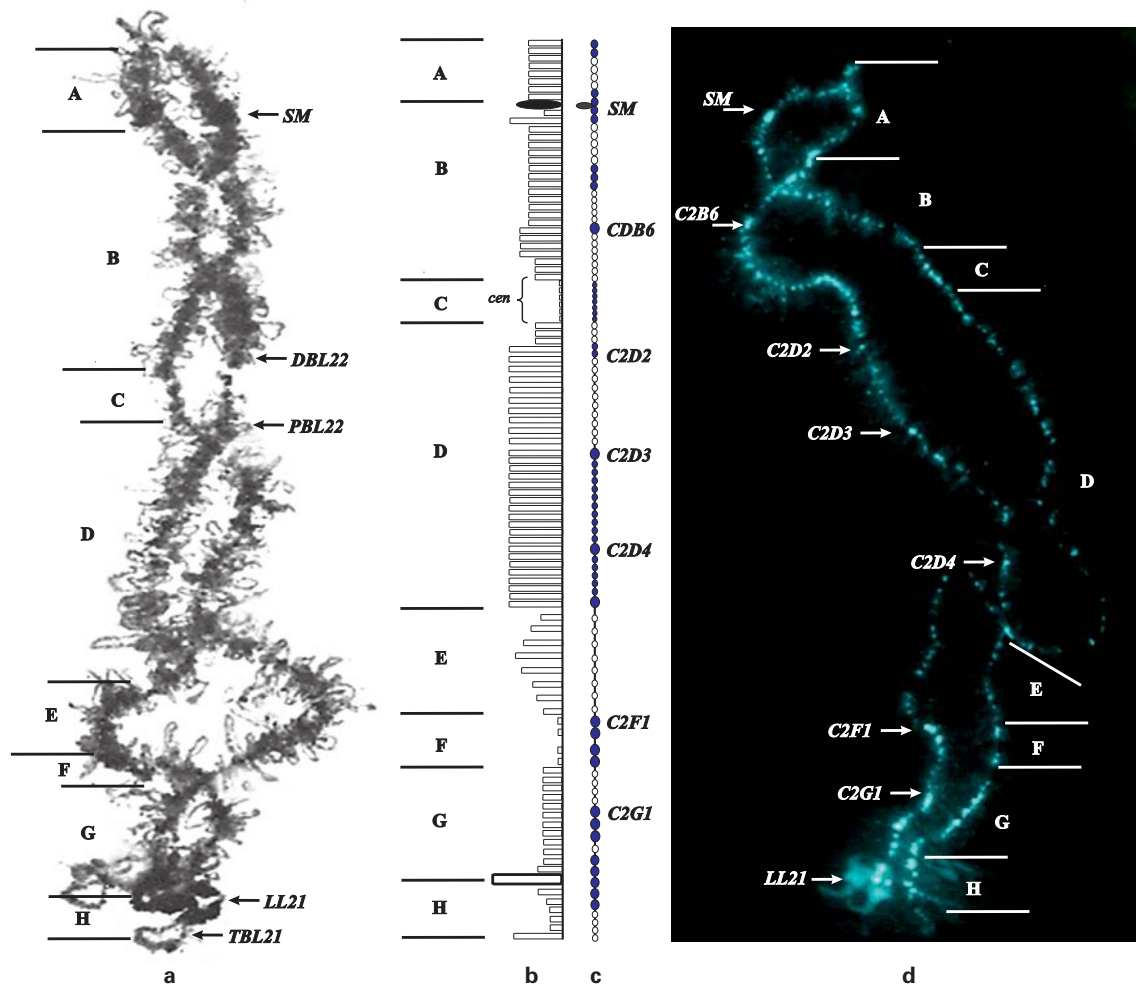 A
SM
B
DBL22
C
PBL22
D
E
F
G
LL21
H
TBL21
a
A
SM
B
CDB6
cen
C
C2D2
D
C2D3
C2D4
E
C2F1
F
C2G1
G
H
b
c
SM
A
C2B6
B
C
C2D2
C2D3
D
C2D4
E
C2F1
F
C2G1
G
LL21
H
d